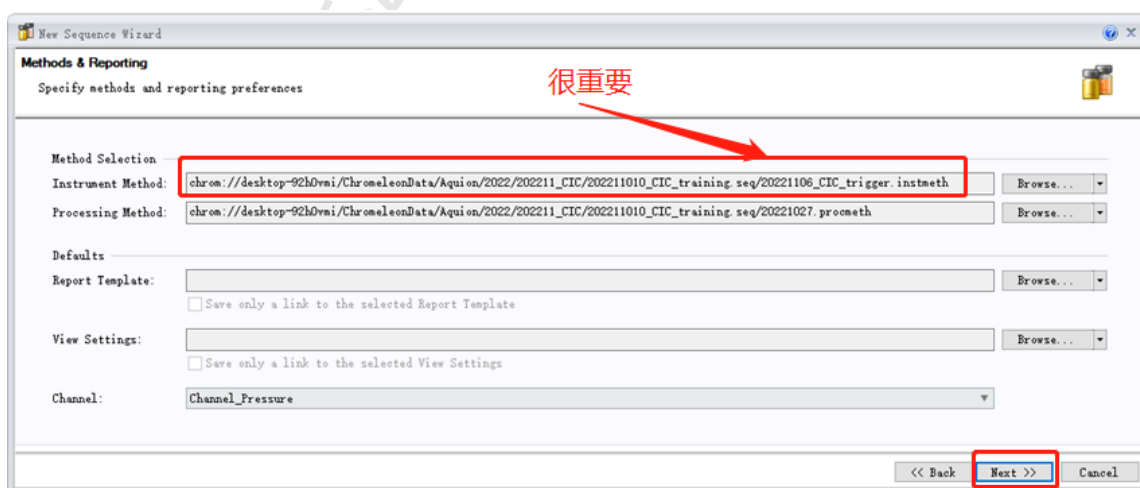 New Sequence Wizard
Methods & Reporting
Specify methods and reporting preferences
很重要
Method Selection
Instrument Method: chrom://desktop-92h0vmi/ChromeleonData/Aquion/2022/202211_CIC/202211010_CIC_training.seq/20221106_CIC_trigger.instmeth Browse...
Processing Method: chrom://desktop-92h0vmi/ChromeleonData/Aquion/2022/202211_CIC/202211010_CIC_training.seq/20221027.procmeth Browse...
Defaults
Report Template: Browse...
Save only a link to the selected Report Template
View Settings: Browse...
Save only a link to the selected View Settings
Channel: Channel_Pressure
<< Back Next >> Cancel